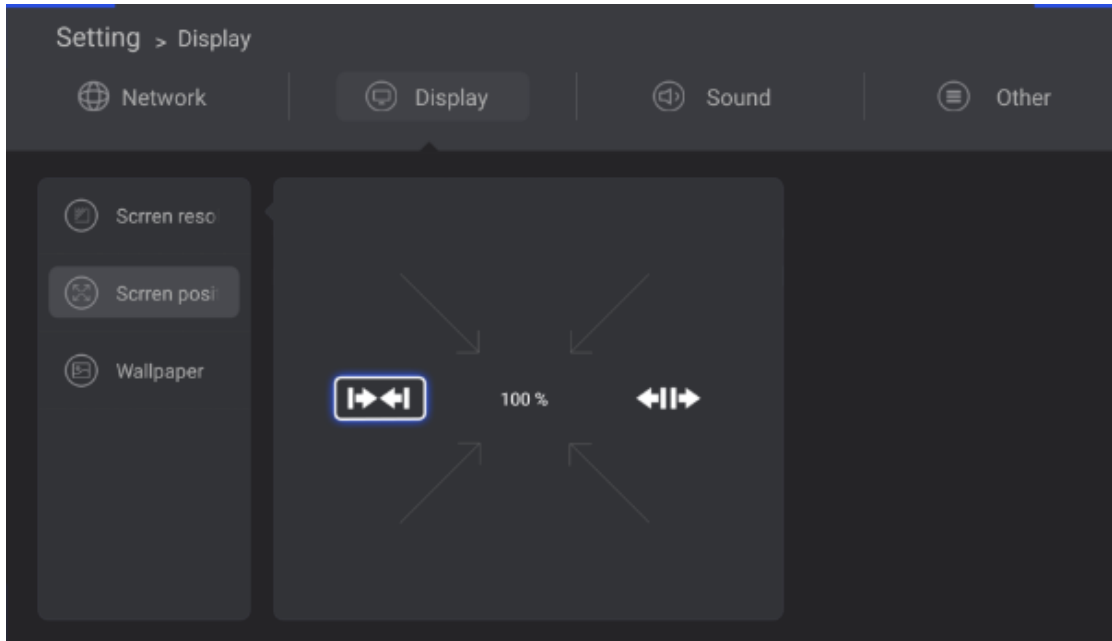 Setting > Display
Network
Display
Sound
Other
Scrren reso
Scrren posi
Wallpaper
100 %